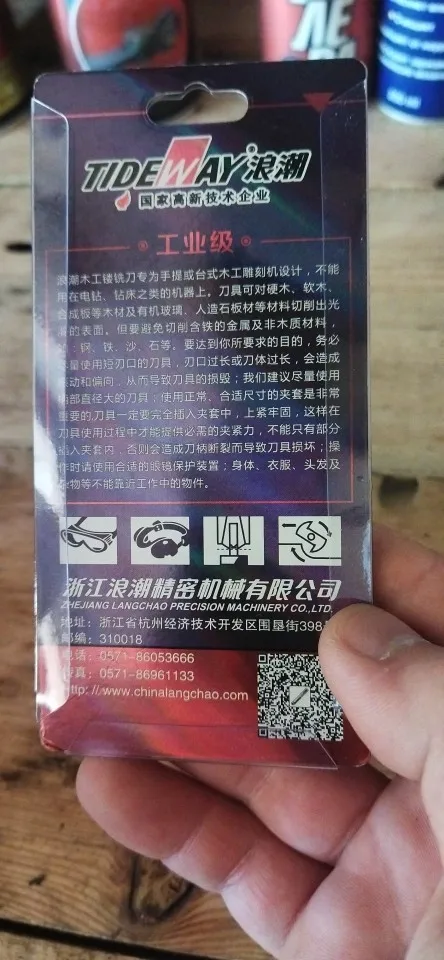 TIDEWAY®浪潮
国家高新技术企业
工业级
浪潮木工镂铣刀专为手提或台式木工雕刻机设计，不能
用在电钻、钻床之类的机器上。刀具可对硬木、软木、
合成板等木材及有机玻璃、人造石板材等材料切削出光
的表面。但要避免切削含铁的金属及非木质材料，
：钢、铁、沙、石等。要达到你所要求的目的，务必
量使用短刃口的刀具，刃口过长或刀体过长，会造成
动和偏向，从而导致刀具的损毁；我们建议尽量使用
柄部直径大的刀具；使用正常、合适尺寸的夹套是非常
重要的，刀具一定要完全插入夹套中，上紧牢固，这样在
刀具使用过程中才能提供必需的夹紧力，不能只有部分
插入夹套内，否则会造成刀柄断裂而导致刀具损坏；操
作时请使用合适的眼镜保护装置；身体、衣服、头发及
杂物等不能靠近工作中的物件。
浙江浪潮精密机械有限公司
ZHEJIANG LANGCHAO PRECISION MACHINERY CO.,LTD.
地址：浙江省杭州经济技术开发区围垦街398
邮编：310018
电话：0571-86053666
传真：0571-86961133
Http://www.chinalangchao.com